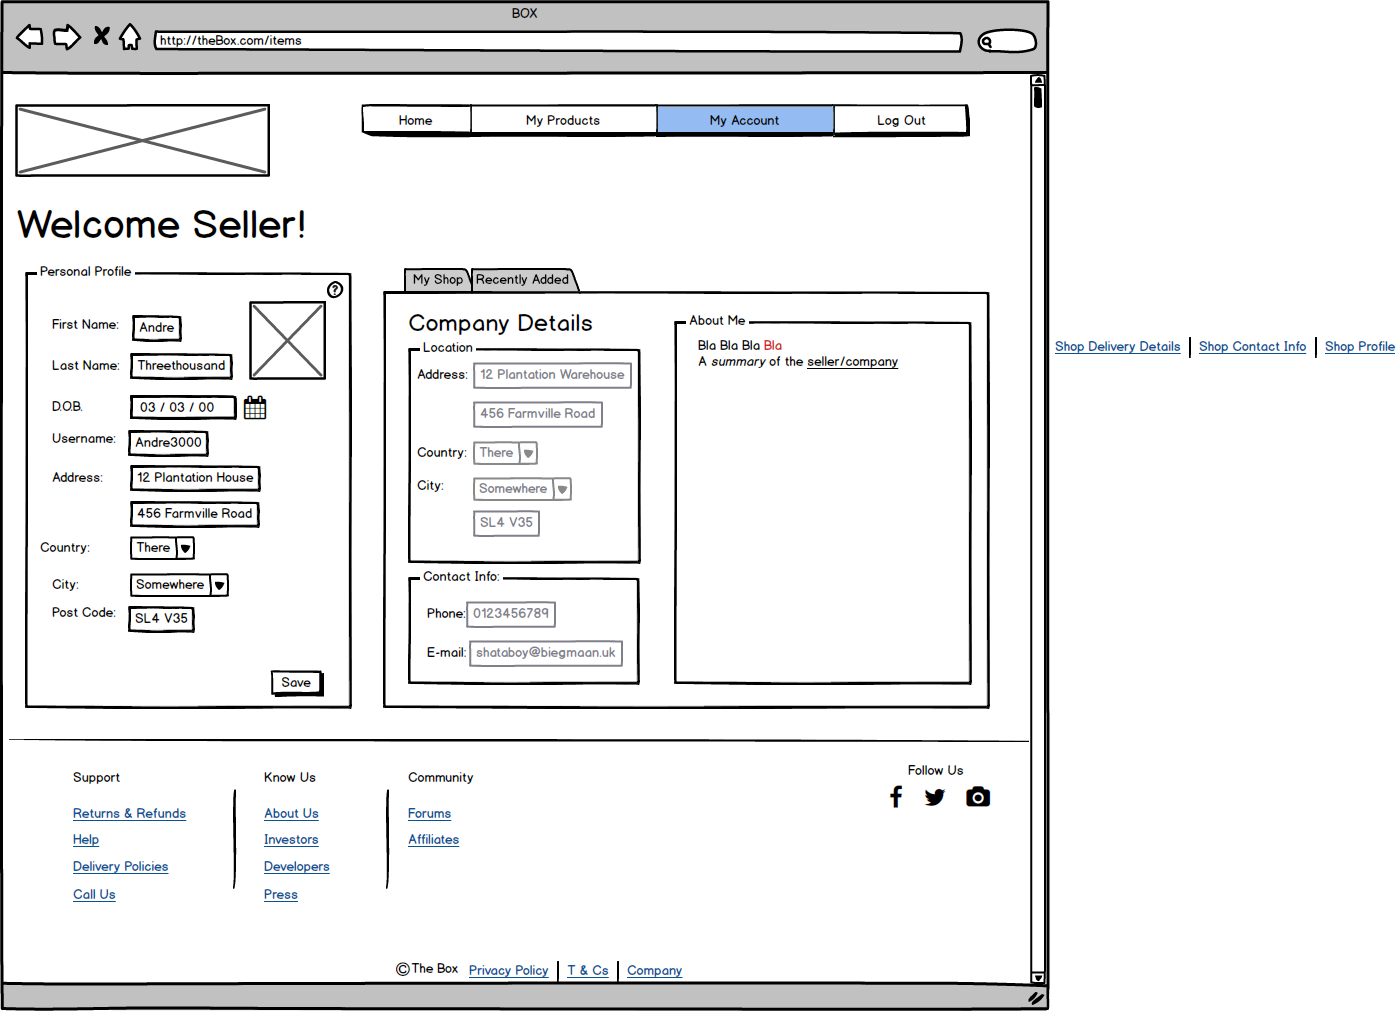 BOX
http://theBox.com/items
Home My Products My Account Log Out
Welcome Seller!
Personal Profile
?
First Name: Andre
Last Name: Threethousand
D.O.B. 03 / 03 / 00
Username: Andre3000
Address: 12 Plantation House
456 Farmville Road
Country: There
City: Somewhere
Post Code: SL4 V35
Save
My Shop Recently Added
Company Details
Location
Address: 12 Plantation Warehouse
456 Farmville Road
Country: There
City: Somewhere
SL4 V35
Contact Info:
Phone: 0123456789
E-mail: shataboy@biegmaan.uk
About Me
Bla Bla Bla Bla
A summary of the seller/company
Shop Delivery Details Shop Contact Info Shop Profile
Support
Returns & Refunds
Help
Delivery Policies
Call Us
Know Us
About Us
Investors
Developers
Press
Community
Forums
Affiliates
Follow Us
©The Box Privacy Policy T & Cs Company